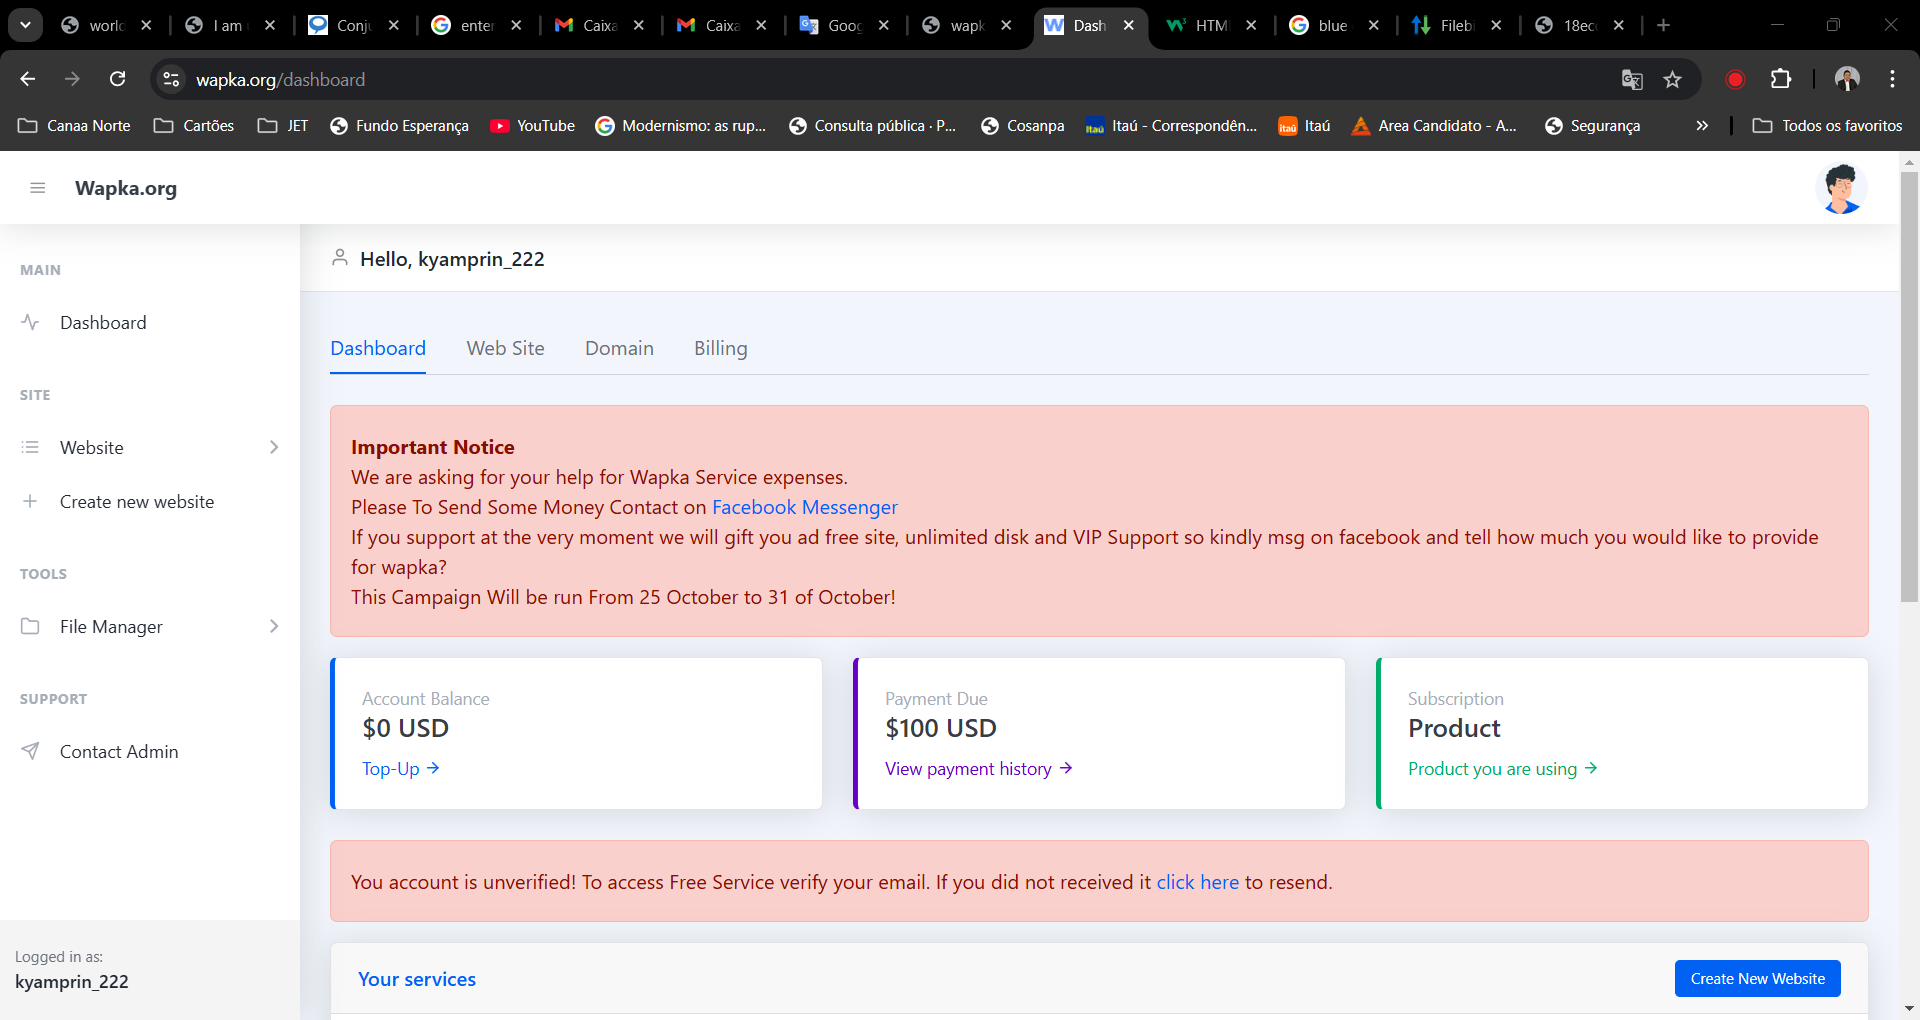 worl
I am
Conju
enter
Caixa
Caixa
Goog
wapk
Dash
HTM
blue
Filebi
18ec
wapka.org/dashboard
Canaa Norte
Cartões
JET
Fundo Esperança
YouTube
Modernismo: as rup...
Consulta pública · P...
Cosanpa
Itaú - Correspondên...
Itaú
Area Candidato - A...
Segurança
Todos os favoritos
Wapka.org
Hello, kyamprin_222
MAIN
Dashboard
SITE
Website
Create new website
TOOLS
File Manager
SUPPORT
Contact Admin
Logged in as:
kyamprin_222
Dashboard
Web Site
Domain
Billing
Important Notice
We are asking for your help for Wapka Service expenses.
Please To Send Some Money Contact on Facebook Messenger
If you support at the very moment we will gift you ad free site, unlimited disk and VIP Support so kindly msg on facebook and tell how much you would like to provide
for wapka?
This Campaign Will be run From 25 October to 31 of October!
Account Balance
$0 USD
Top-Up
Payment Due
$100 USD
View payment history
Subscription
Product
Product you are using
You account is unverified! To access Free Service verify your email. If you did not received it click here to resend.
Your services
Create New Website